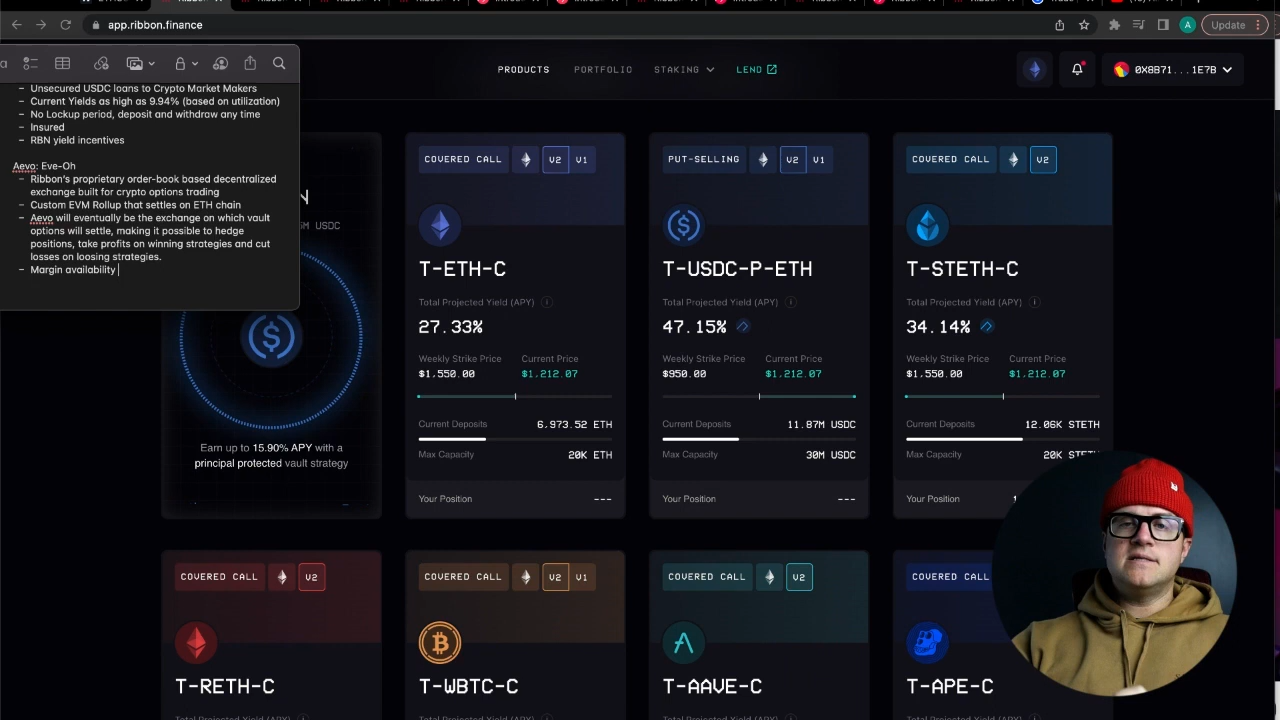 app.ribbon.finance
Update
A
Unsecured USDC loans to Crypto Market Makers
– Current Yields as high as 9.94% (based on utilization)
– No Lockup period, deposit and withdraw any time
– Insured
– RBN yield incentives
Aevo: Eve-Oh
– Ribbon's proprietary order-book based decentralized
exchange built for crypto options trading
– Custom EVM Rollup that settles on ETH chain
– Aevo will eventually be the exchange on which vault
options will settle, making it possible to hedge
positions, take profits on winning strategies and cut
losses on loosing strategies.
– Margin availability
PRODUCTS PORTFOLIO STAKING LEND
0X8B71...1E7B
USDC
Earn up to 15.90% APY with a
principal protected vault strategy
COVERED CALL V2 V1
T-ETH-C
Total Projected Yield (APY)
27.33%
Weekly Strike Price Current Price
$1,550.00 $1,212.07
Current Deposits 6,973.52 ETH
Max Capacity 20K ETH
Your Position ---
PUT-SELLING V2 V1
T-USDC-P-ETH
Total Projected Yield (APY)
47.15%
Weekly Strike Price Current Price
$950.00 $1,212.07
Current Deposits 11.87M USDC
Max Capacity 30M USDC
Your Position ---
COVERED CALL V2
T-STETH-C
Total Projected Yield (APY)
34.14%
Weekly Strike Price Current Price
$1,550.00 $1,212.07
Current Deposits 12.06K STETH
Max Capacity 20K STETH
Your Position
COVERED CALL V2
T-RETH-C
COVERED CALL V2 V1
T-WBTC-C
COVERED CALL V2
T-AAVE-C
COVERED CALL
T-APE-C